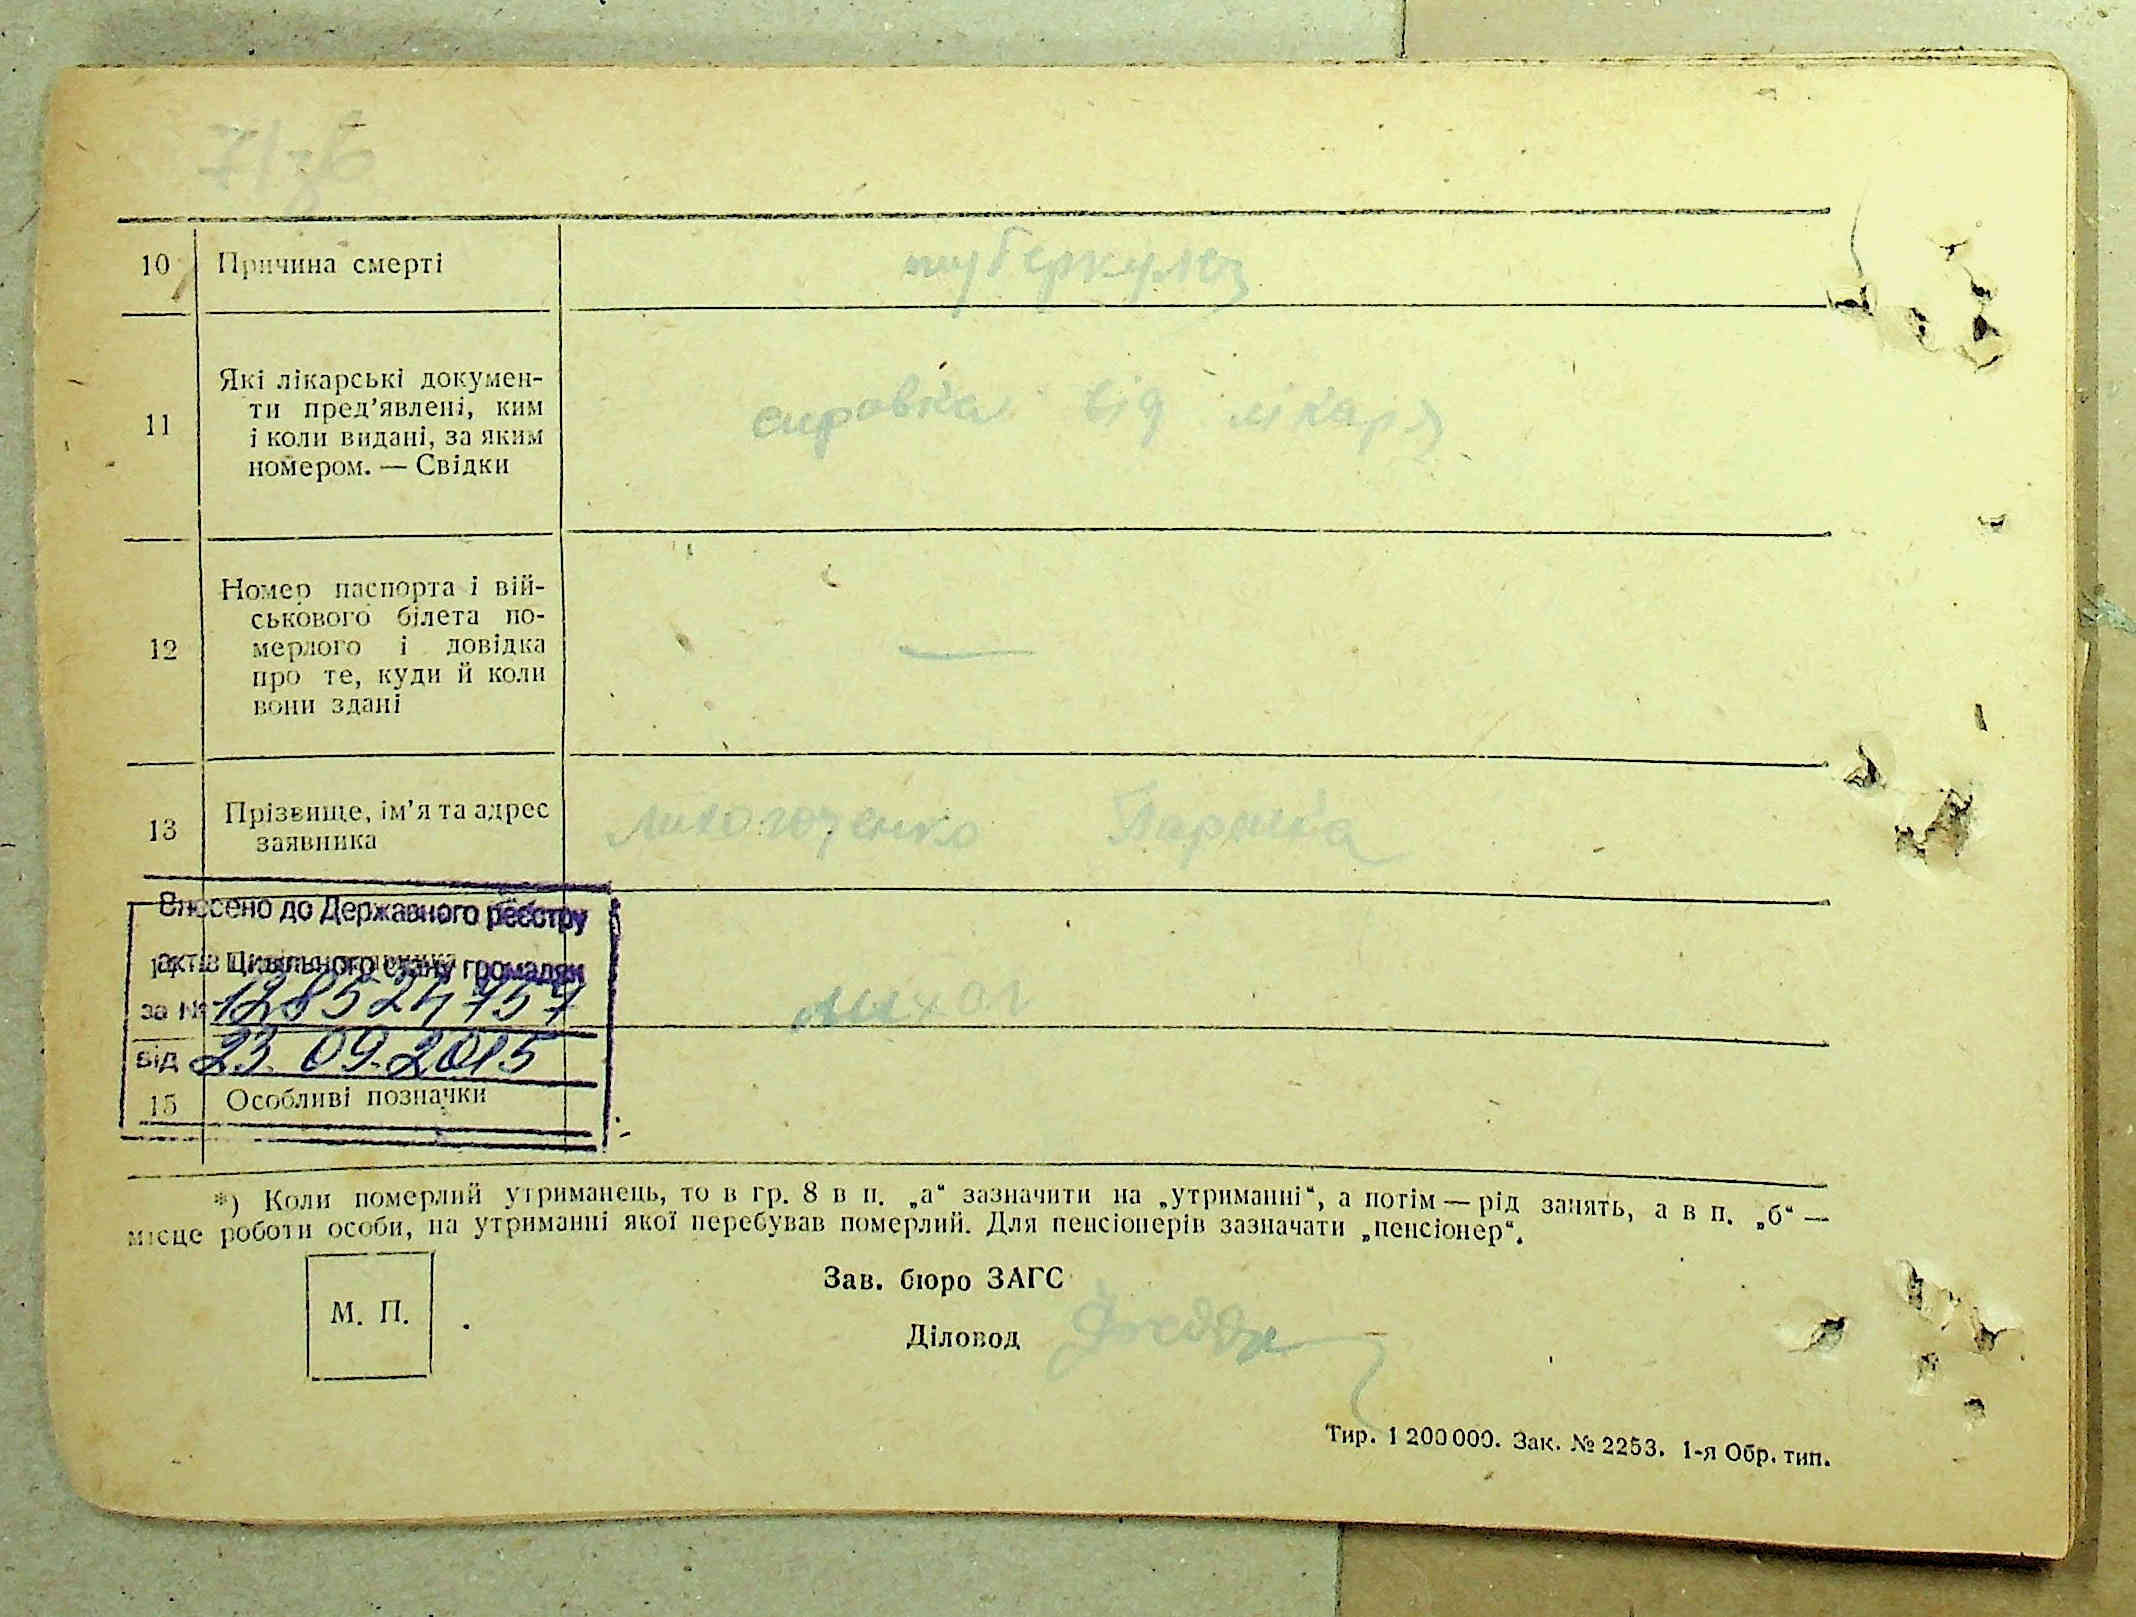 10 Причина смерті туберкульоз
11 Які лікарські докумен-
ти пред’явлені, ким
і коли видані, за яким
номером. — Свідки
справка від лікаря
12 Номер паспорта і вій-
ськового білета по-
мерлого і довідка
про те, куди й коли
вони здані
—
13 Прізвище, ім’я та адрес
заявника
Парашка
Внесено до Державного реєстру
актів цивільного стану громадян
за № 128524757
від 23.09.2015
15 Особливі позначки
*) Коли померлий утриманець, то в гр. 8 в п. „а“ зазначити на „утриманні“, а потім — рід занять, а в п. „б“ —
місце роботи особи, на утриманні якої перебував померлий. Для пенсіонерів зазначати „пенсіонер“.
М. П.
Зав. бюро ЗАГС
Діловод
Тир. 1 200 000. Зак. № 2253. 1-я Обр. тип.